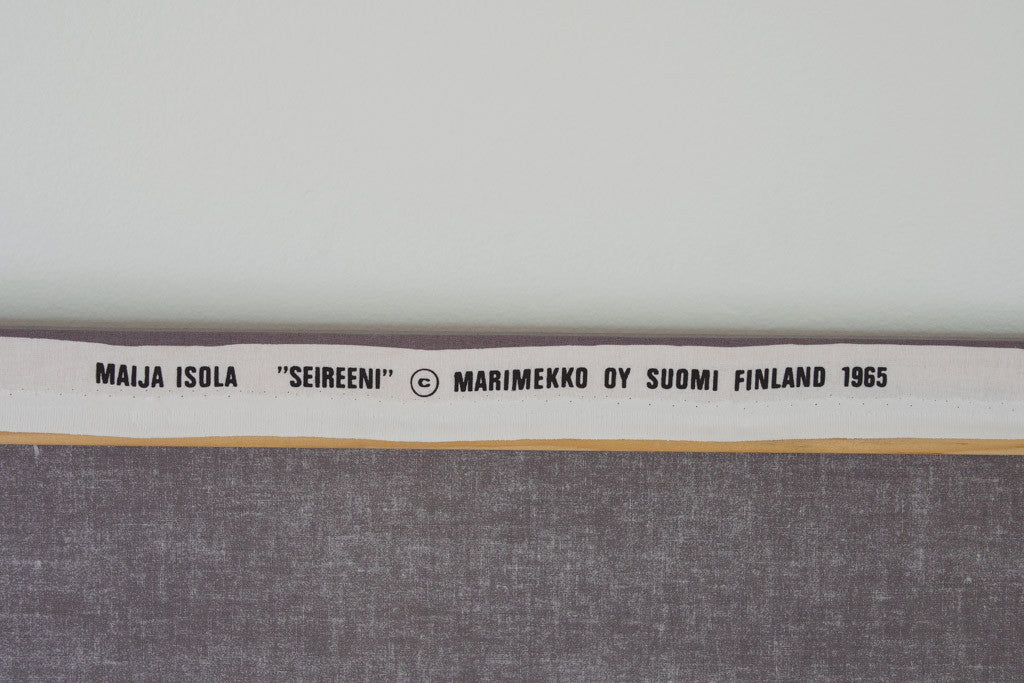 MAIJA ISOLA "SEIREENI" © MARIMEKKO OY SUOMI FINLAND 1965